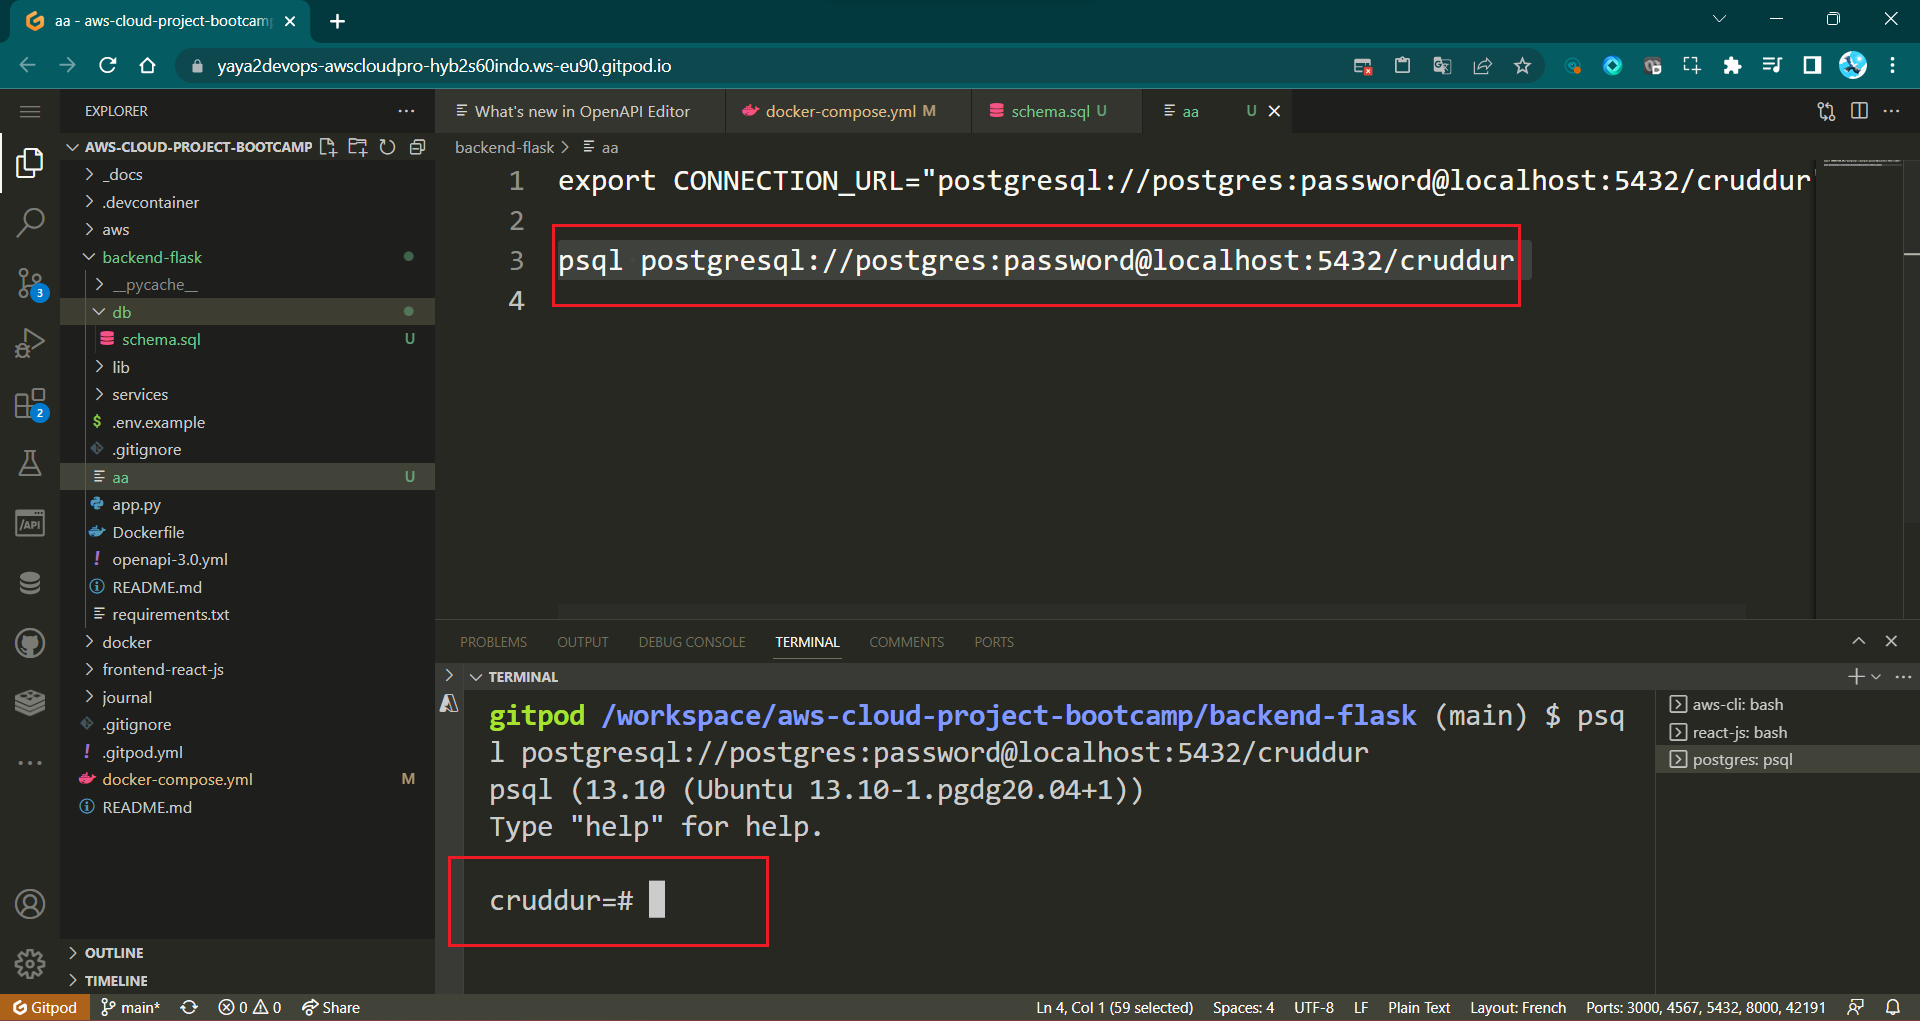 aa - aws-cloud-project-bootcamp
yaya2devops-awscloudpro-hyb2s60indo.ws-eu90.gitpod.io
EXPLORER
What's new in OpenAPI Editor
docker-compose.yml M
schema.sql U
aa U
AWS-CLOUD-PROJECT-BOOTCAMP
backend-flask > aa
_docs
.devcontainer
aws
backend-flask
__pycache__
db
schema.sql U
lib
services
.env.example
.gitignore
aa U
app.py
Dockerfile
openapi-3.0.yml
README.md
requirements.txt
docker
frontend-react-js
journal
.gitignore
.gitpod.yml
docker-compose.yml M
README.md
OUTLINE
TIMELINE
3
2
/API
1 export CONNECTION_URL="postgresql://postgres:password@localhost:5432/cruddur"
2
3 psql postgresql://postgres:password@localhost:5432/cruddur
4
PROBLEMS OUTPUT DEBUG CONSOLE TERMINAL COMMENTS PORTS
TERMINAL
gitpod /workspace/aws-cloud-project-bootcamp/backend-flask (main) $ psq
l postgresql://postgres:password@localhost:5432/cruddur
psql (13.10 (Ubuntu 13.10-1.pgdg20.04+1))
Type "help" for help.
cruddur=#
aws-cli: bash
react-js: bash
postgres: psql
Gitpod main* 0 0 Share
Ln 4, Col 1 (59 selected) Spaces: 4 UTF-8 LF Plain Text Layout: French Ports: 3000, 4567, 5432, 8000, 42191